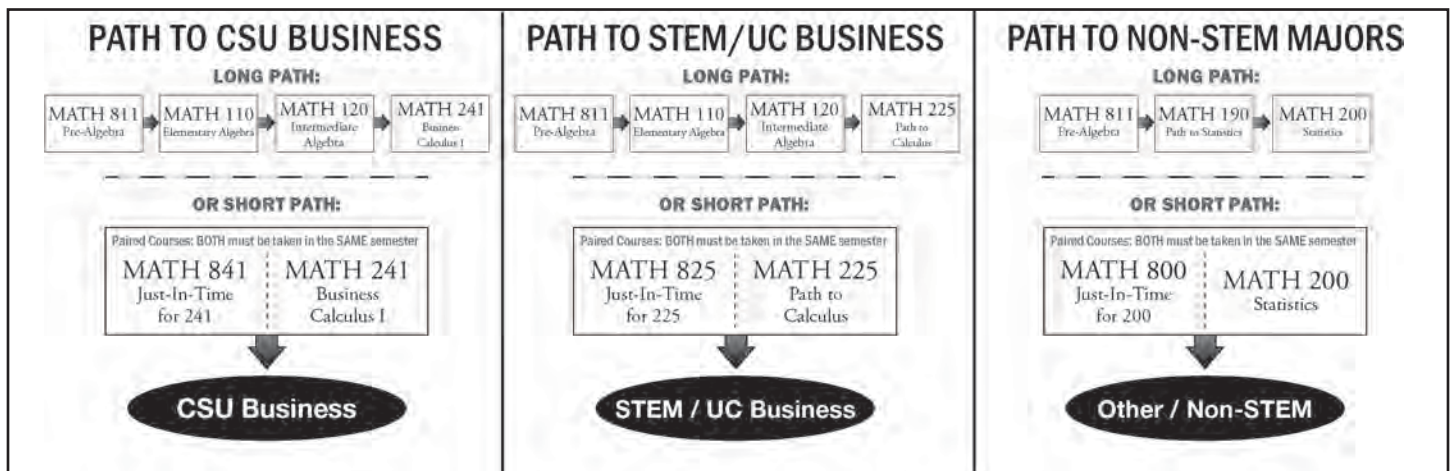 PATH TO CSU BUSINESS
LONG PATH:
MATH 811
Pre-Algebra
MATH 110
Elementary Algebra
MATH 120
Intermediate
Algebra
MATH 241
Business
Calculus I
OR SHORT PATH:
Paired Courses: BOTH must be taken in the SAME semester
MATH 841
Just-In-Time
for 241
MATH 241
Business
Calculus I
CSU Business
PATH TO STEM/UC BUSINESS
LONG PATH:
MATH 811
Pre-Algebra
MATH 110
Elementary Algebra
MATH 120
Intermediate
Algebra
MATH 225
Path to
Calculus
OR SHORT PATH:
Paired Courses: BOTH must be taken in the SAME semester
MATH 825
Just-In-Time
for 225
MATH 225
Path to
Calculus
STEM / UC Business
PATH TO NON-STEM MAJORS
LONG PATH:
MATH 811
Pre-Algebra
MATH 190
Path to Statistics
MATH 200
Statistics
OR SHORT PATH:
Paired Courses: BOTH must be taken in the SAME semester
MATH 800
Just-In-Time
for 200
MATH 200
Statistics
Other / Non-STEM